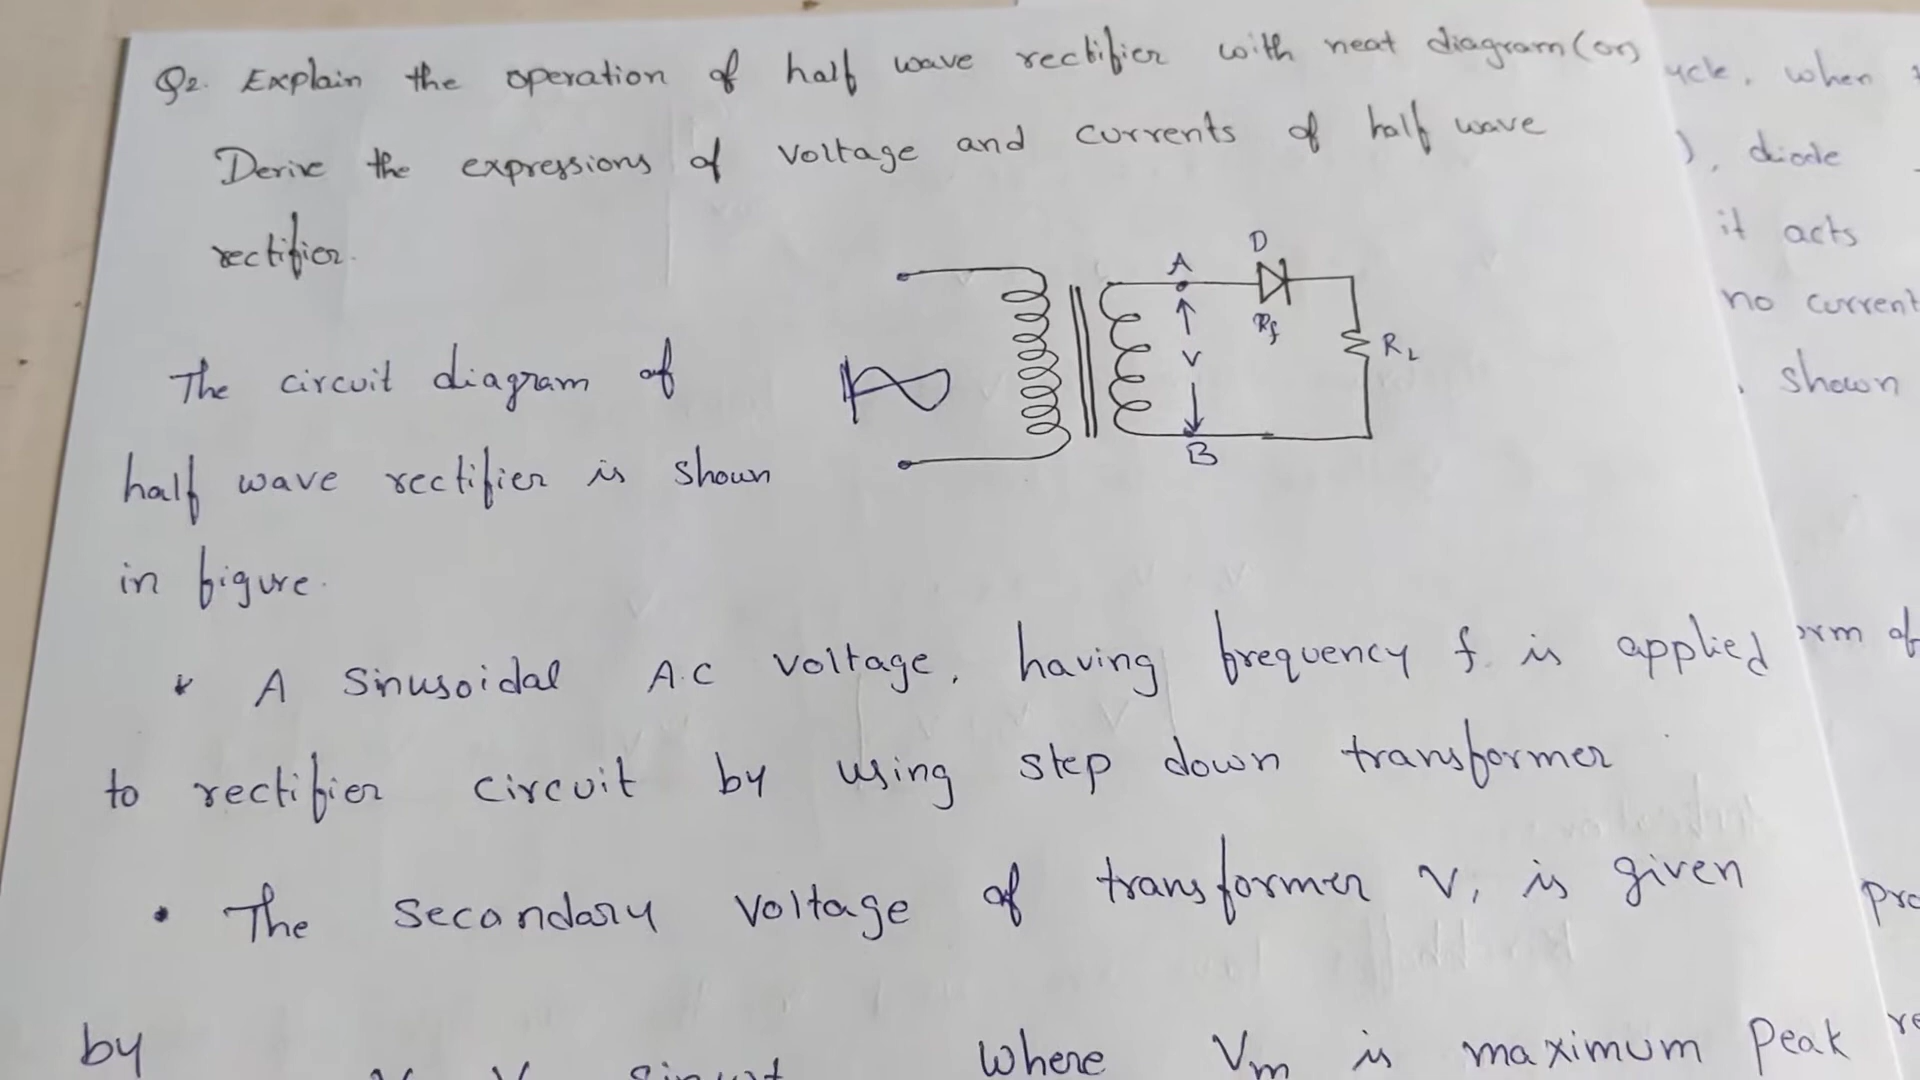 Q2. Explain the operation of half wave rectifier with neat diagram (or)
Derive the expressions of voltage and currents of half wave
rectifier.
A
D
Rf
V
RL
B
The circuit diagram of
half wave rectifier is shown
in figure.
A Sinusoidal A.C voltage, having frequency f is applied
to rectifier circuit by using step down transformer
• The Secondary voltage of transformer V, is given
by
where Vm is maximum Peak
when
), diode
it acts
no current
shown
of